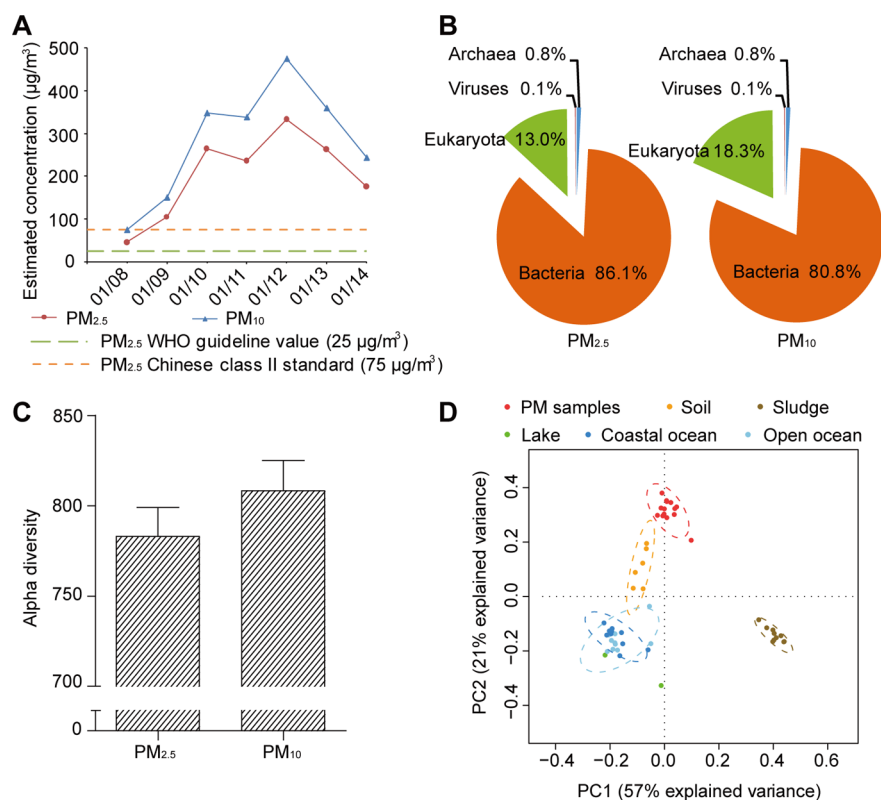 A
Estimated concentration (µg/m³)
500
400
300
200
100
0
01/08
01/09
01/10
01/11
01/12
01/13
01/14
PM2.5
PM10
PM2.5 WHO guideline value (25 µg/m³)
PM2.5 Chinese class II standard (75 µg/m³)
B
Archaea 0.8%
Viruses 0.1%
Eukaryota 13.0%
Bacteria 86.1%
PM2.5
Archaea 0.8%
Viruses 0.1%
Eukaryota 18.3%
Bacteria 80.8%
PM10
C
Alpha diversity
850
800
750
700
0
PM2.5
PM10
D
PM samples
Soil
Sludge
Lake
Coastal ocean
Open ocean
PC2 (21% explained variance)
0.4
0.2
0.0
−0.2
−0.4
−0.4
−0.2
0.0
0.2
0.4
0.6
PC1 (57% explained variance)